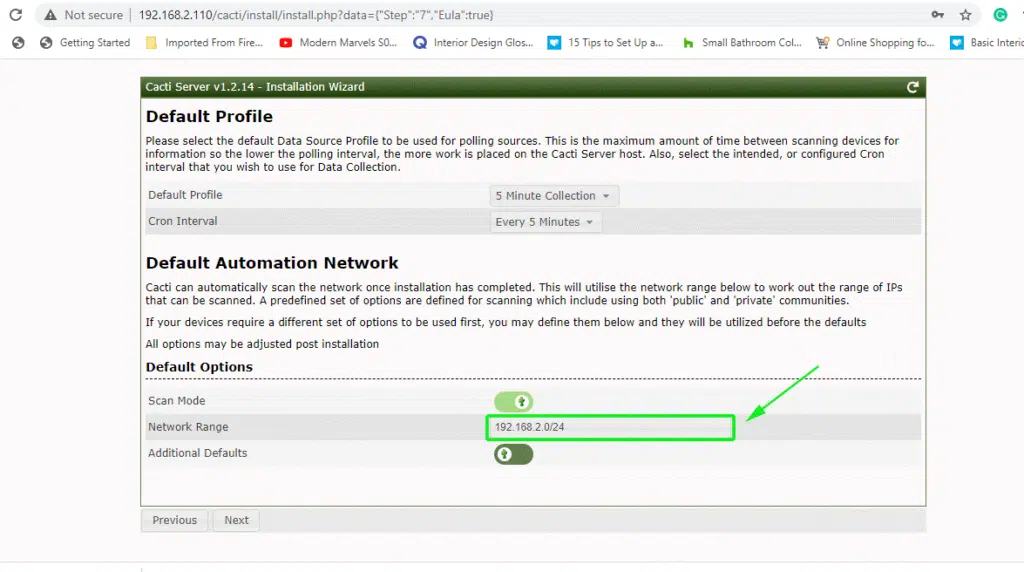 Not secure | 192.168.2.110/cacti/install/install.php?data={"Step":"7","Eula":true}
Getting Started Imported From Fire... Modern Marvels S0... Interior Design Glos... 15 Tips to Set Up a... Small Bathroom Col... Online Shopping fo... Basic Interio
Cacti Server v1.2.14 - Installation Wizard
Default Profile
Please select the default Data Source Profile to be used for polling sources. This is the maximum amount of time between scanning devices for
information so the lower the polling interval, the more work is placed on the Cacti Server host. Also, select the intended, or configured Cron
interval that you wish to use for Data Collection.
Default Profile 5 Minute Collection
Cron Interval Every 5 Minutes
Default Automation Network
Cacti can automatically scan the network once installation has completed. This will utilise the network range below to work out the range of IPs
that can be scanned. A predefined set of options are defined for scanning which include using both 'public' and 'private' communities.
If your devices require a different set of options to be used first, you may define them below and they will be utilized before the defaults
All options may be adjusted post installation
Default Options
Scan Mode
Network Range 192.168.2.0/24
Additional Defaults
Previous Next